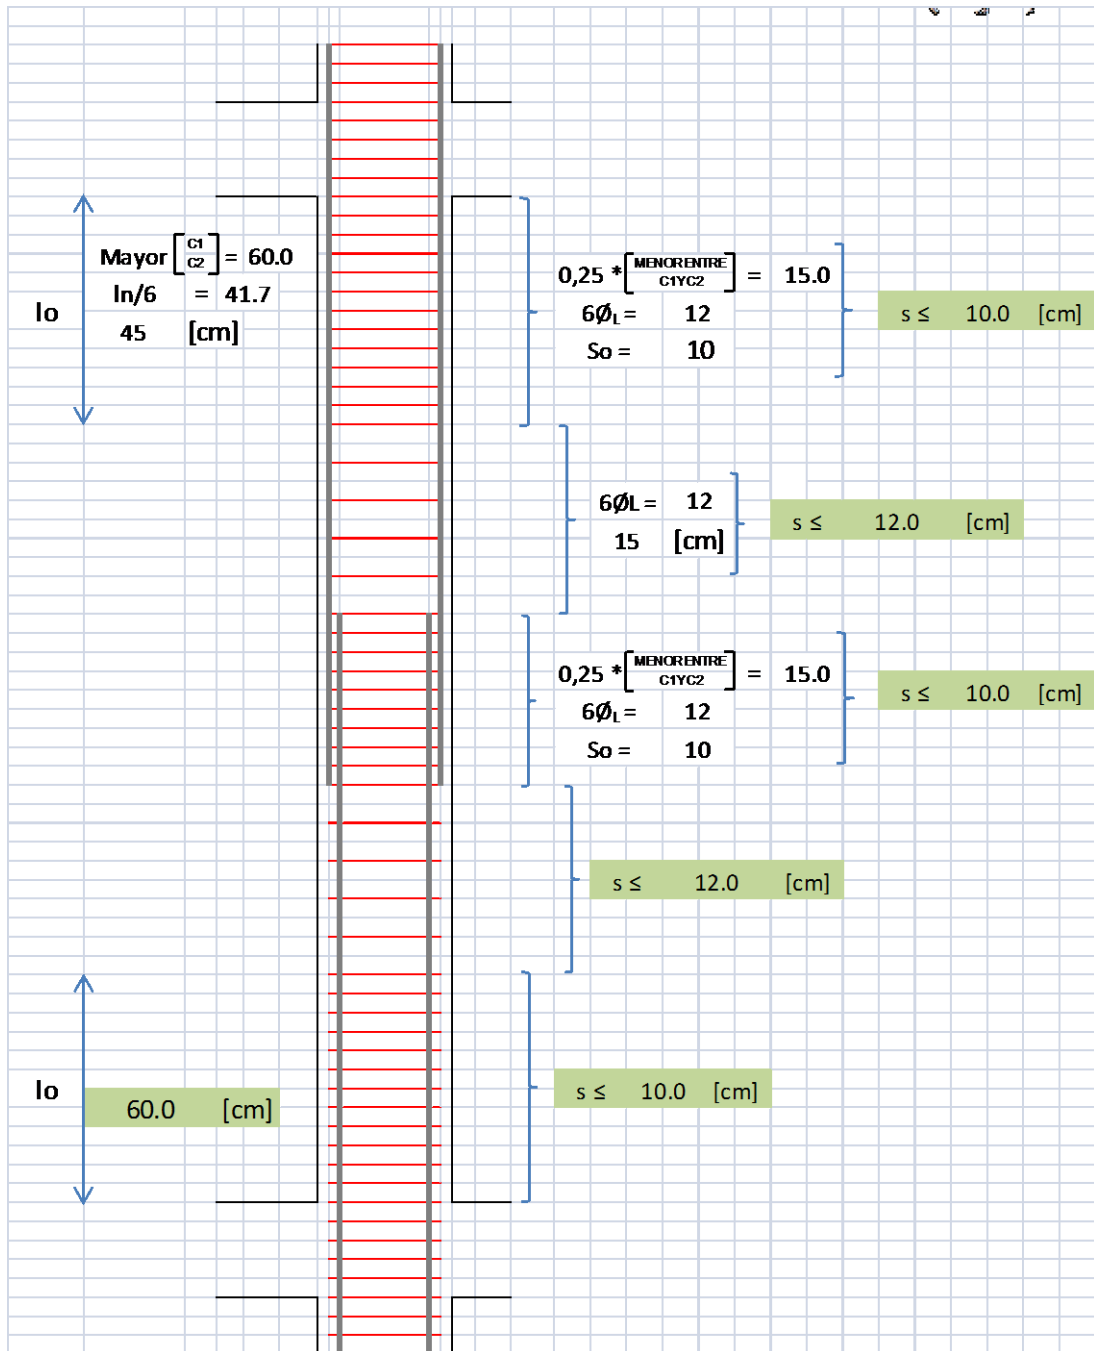 Mayor [C1 C2] = 60.0
ln/6 = 41.7
45 [cm]
lo
0,25 * [MENOR ENTRE C1 Y C2] = 15.0
6ØL = 12
So = 10
s ≤ 10.0 [cm]
6ØL = 12
15 [cm]
s ≤ 12.0 [cm]
0,25 * [MENOR ENTRE C1 Y C2] = 15.0
6ØL = 12
So = 10
s ≤ 10.0 [cm]
s ≤ 12.0 [cm]
lo
60.0 [cm]
s ≤ 10.0 [cm]